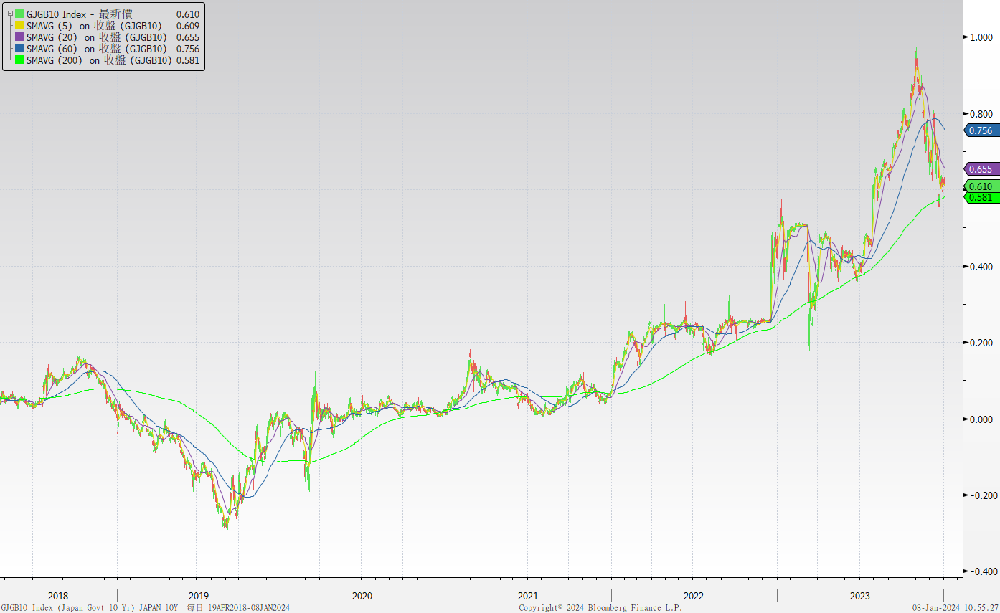 GJGB10 Index - 最新價 0.610
SMAVG (5) on 收盤 (GJGB10) 0.609
SMAVG (20) on 收盤 (GJGB10) 0.655
SMAVG (60) on 收盤 (GJGB10) 0.756
SMAVG (200) on 收盤 (GJGB10) 0.581
1.000
0.800
0.756
0.655
0.610
0.581
0.400
0.200
0.000
-0.200
-0.400
2018 2019 2020 2021 2022 2023
GJGB10 Index (Japan Govt 10 Yr) JAPAN 10Y 每日 19APR2018-08JAN2024 Copyright© 2024 Bloomberg Finance L.P. 08-Jan-2024 10:55:27